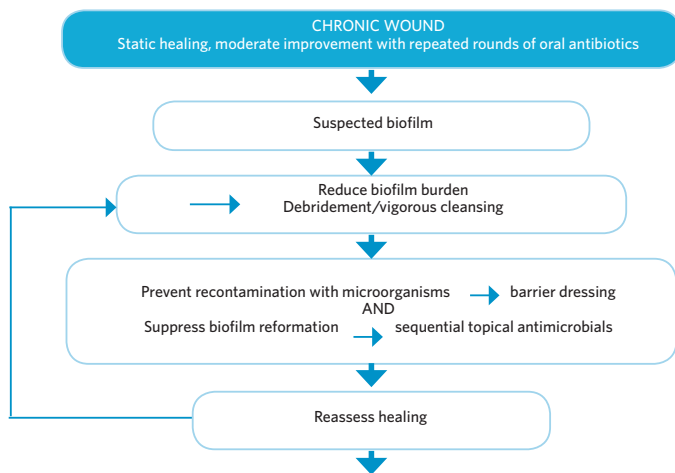 CHRONIC WOUND
Static healing, moderate improvement with repeated rounds of oral antibiotics
Suspected biofilm
Reduce biofilm burden
Debridement/vigorous cleansing
Prevent recontamination with microorganisms barrier dressing
AND
Suppress biofilm reformation sequential topical antimicrobials
Reassess healing